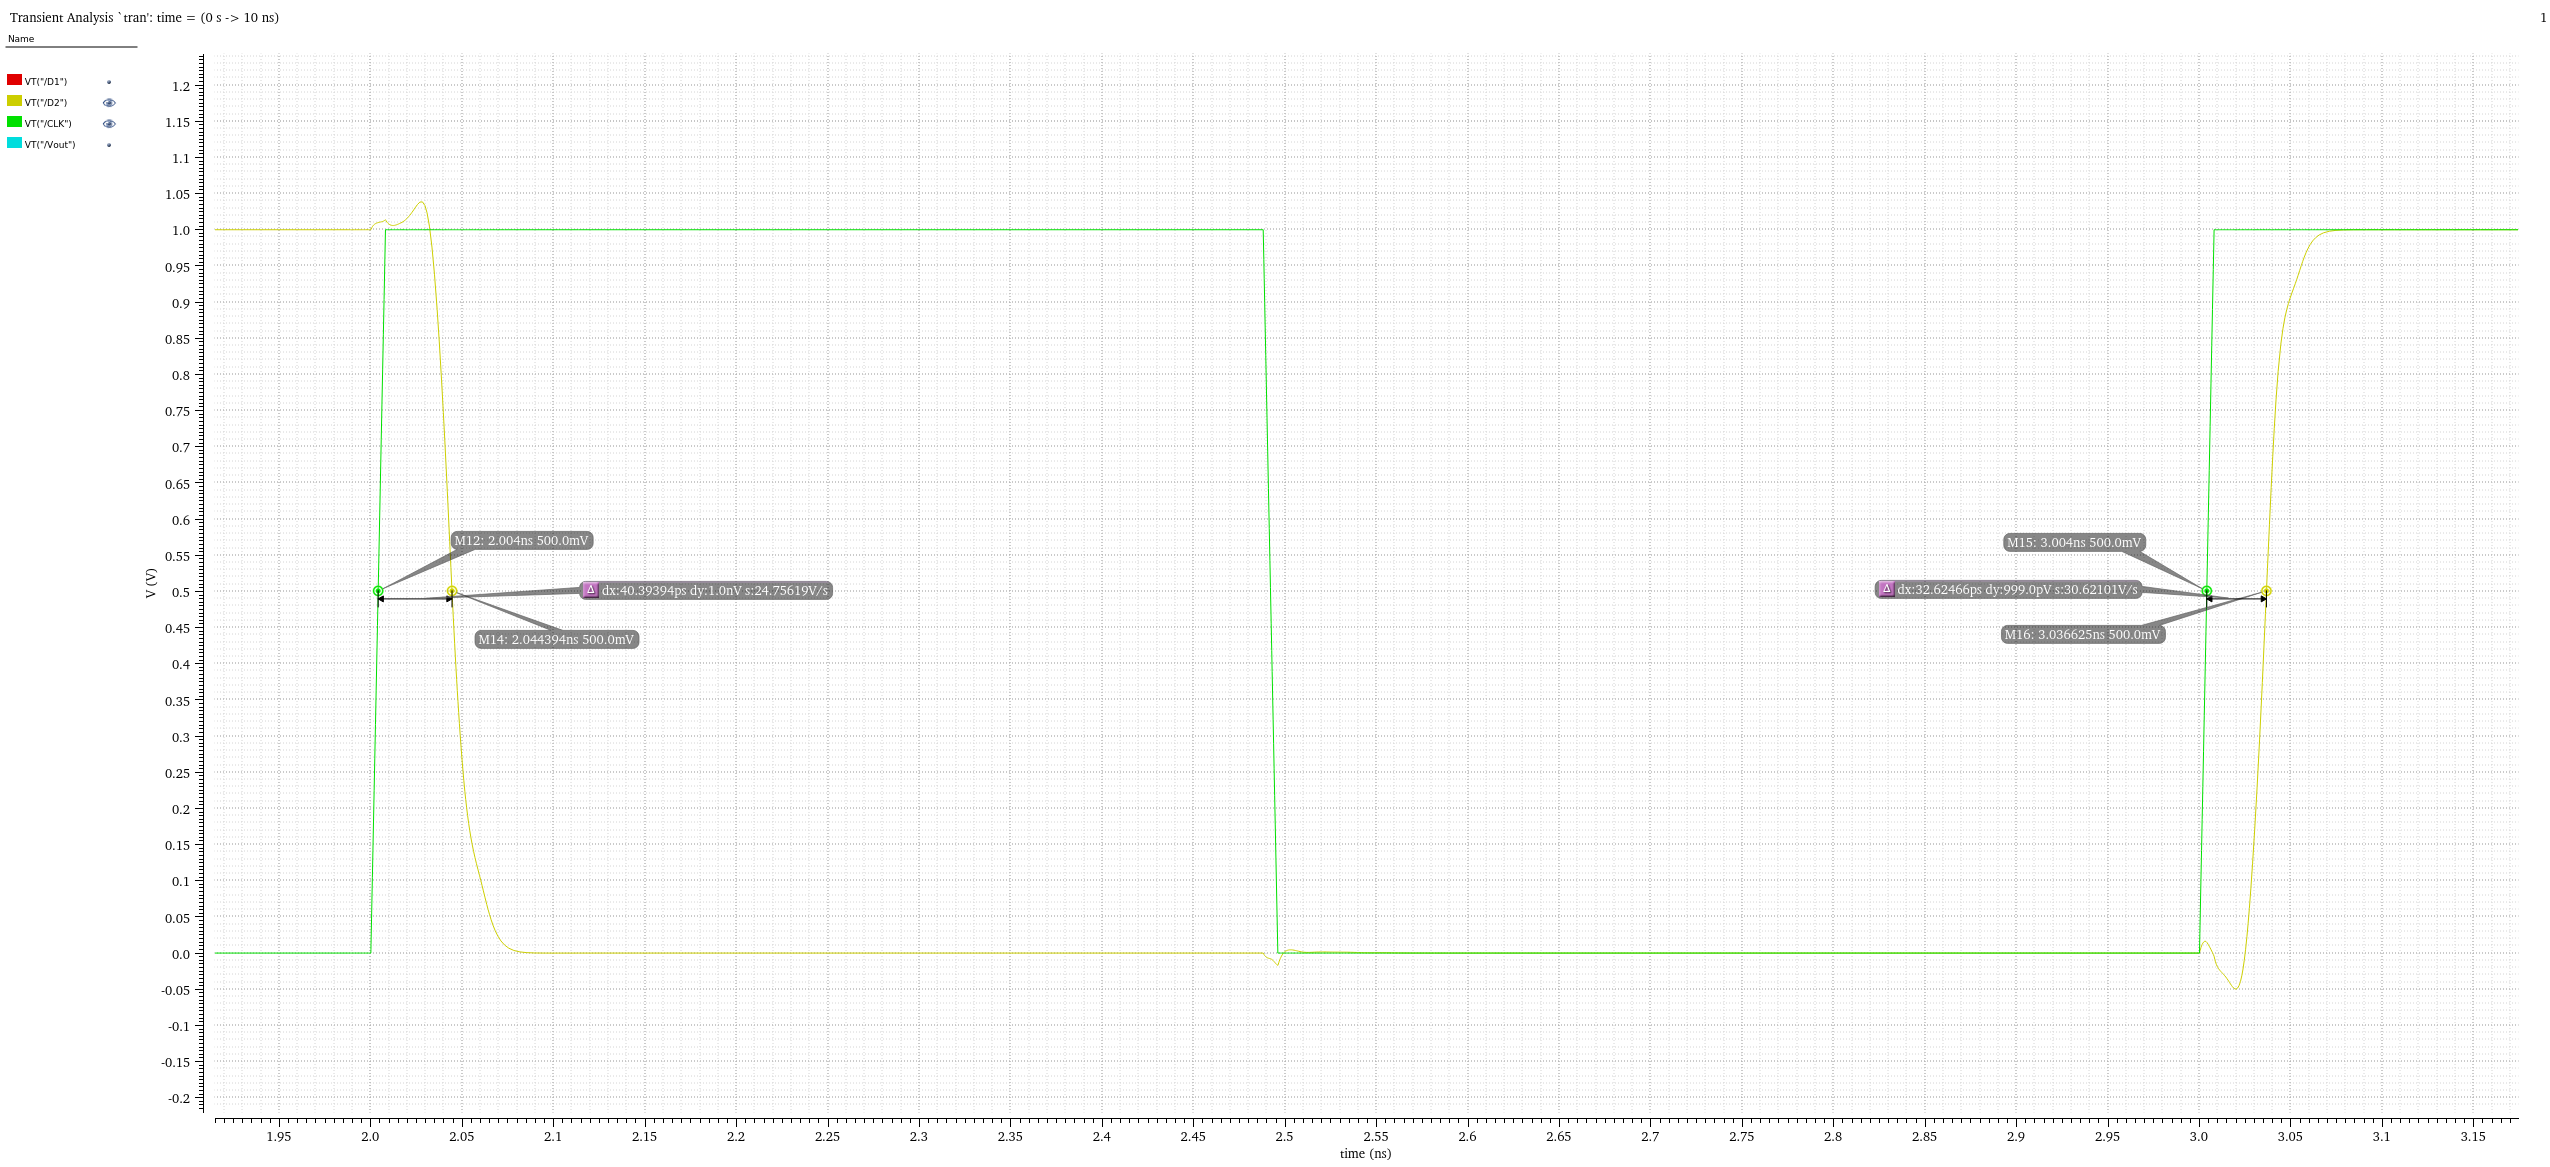 Transient Analysis `tran': time = (0 s -> 10 ns)
1
Name
VT("/D1")
VT("/D2")
VT("/CLK")
VT("/Vout")
1.2
1.15
1.1
1.05
1.0
0.95
0.9
0.85
0.8
0.75
0.7
0.65
0.6
0.55
0.5
0.45
0.4
0.35
0.3
0.25
0.2
0.15
0.1
0.05
0.0
-0.05
-0.1
-0.15
-0.2
V (V)
M12: 2.004ns 500.0mV
Δ dx:40.39394ps dy:1.0nV s:24.75619V/s
M14: 2.044394ns 500.0mV
M15: 3.004ns 500.0mV
Δ dx:32.62466ps dy:999.0pV s:30.62101V/s
M16: 3.036625ns 500.0mV
1.95 2.0 2.05 2.1 2.15 2.2 2.25 2.3 2.35 2.4 2.45 2.5 2.55 2.6 2.65 2.7 2.75 2.8 2.85 2.9 2.95 3.0 3.05 3.1 3.15
time (ns)